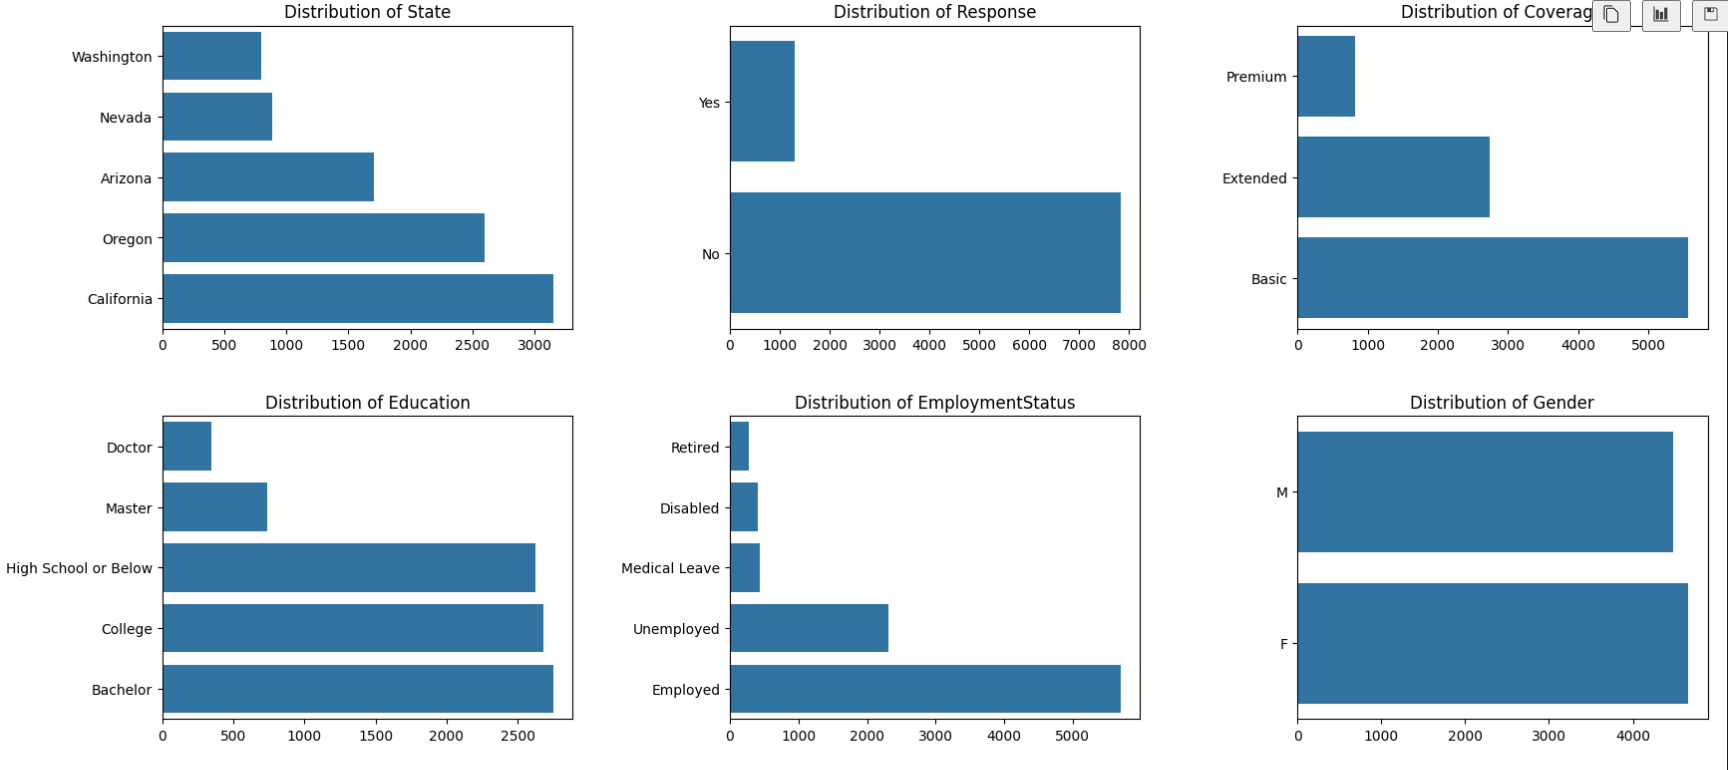 Distribution of State
Washington
Nevada
Arizona
Oregon
California
0 500 1000 1500 2000 2500 3000
Distribution of Response
Yes
No
0 1000 2000 3000 4000 5000 6000 7000 8000
Distribution of Coverag
Premium
Extended
Basic
0 1000 2000 3000 4000 5000
Distribution of Education
Doctor
Master
High School or Below
College
Bachelor
0 500 1000 1500 2000 2500
Distribution of EmploymentStatus
Retired
Disabled
Medical Leave
Unemployed
Employed
0 1000 2000 3000 4000 5000
Distribution of Gender
M
F
0 1000 2000 3000 4000